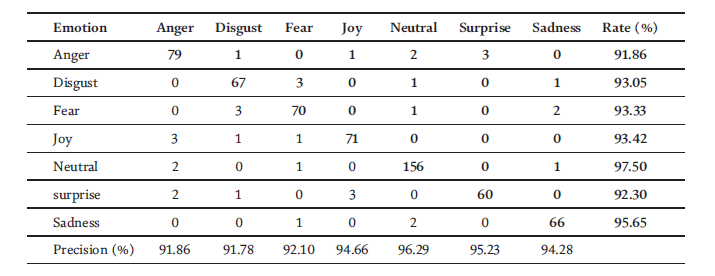 Emotion Anger Disgust Fear Joy Neutral Surprise Sadness Rate (%)
Anger 79 1 0 1 2 3 0 91.86
Disgust 0 67 3 0 1 0 1 93.05
Fear 0 3 70 0 1 0 2 93.33
Joy 3 1 1 71 0 0 0 93.42
Neutral 2 0 1 0 156 0 1 97.50
surprise 2 1 0 3 0 60 0 92.30
Sadness 0 0 1 0 2 0 66 95.65
Precision (%) 91.86 91.78 92.10 94.66 96.29 95.23 94.28